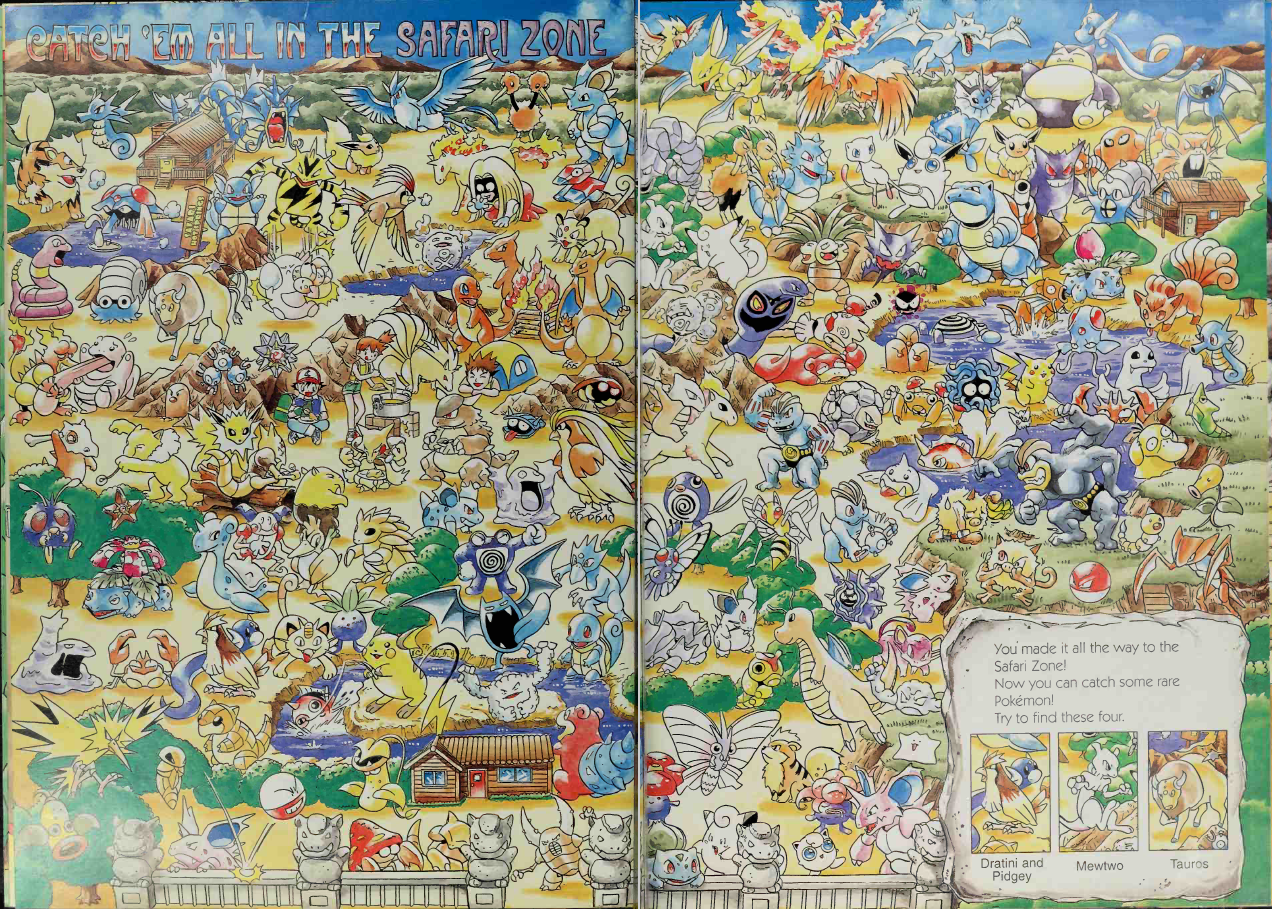 CATCH 'EM ALL IN THE SAFARI ZONE
You made it all the way to the
Safari Zone!
Now you can catch some rare
Pokémon!
Try to find these four.
Dratini and
Pidgey
Mewtwo
Tauros